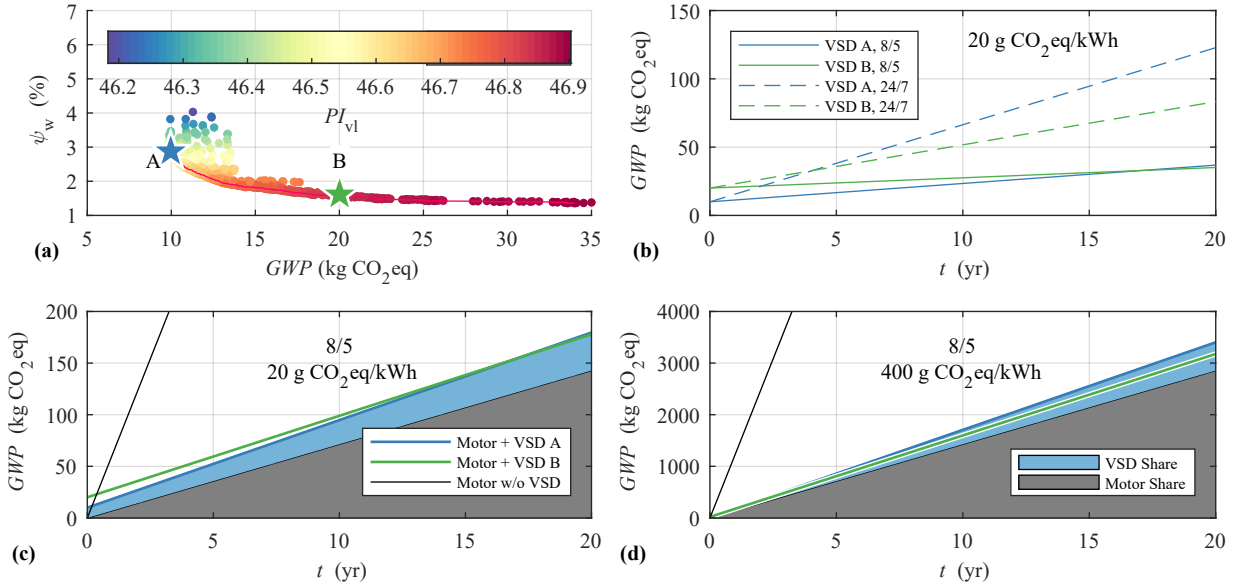 7
6
5
4
3
2
1
ψw (%)
46.2 46.3 46.4 46.5 46.6 46.7 46.8 46.9
PIvl
A
B
5 10 15 20 25 30 35
(a)
GWP (kg CO2eq)
150
100
50
0
GWP
(kg CO2eq)
VSD A, 8/5
VSD B, 8/5
VSD A, 24/7
VSD B, 24/7
20 g CO2eq/kWh
0 5 10 15 20
(b)
t (yr)
200
150
100
50
0
GWP
(kg CO2eq)
8/5
20 g CO2eq/kWh
Motor + VSD A
Motor + VSD B
Motor w/o VSD
0 5 10 15 20
(c)
t (yr)
4000
3000
2000
1000
0
GWP
(kg CO2eq)
8/5
400 g CO2eq/kWh
VSD Share
Motor Share
0 5 10 15 20
(d)
t (yr)